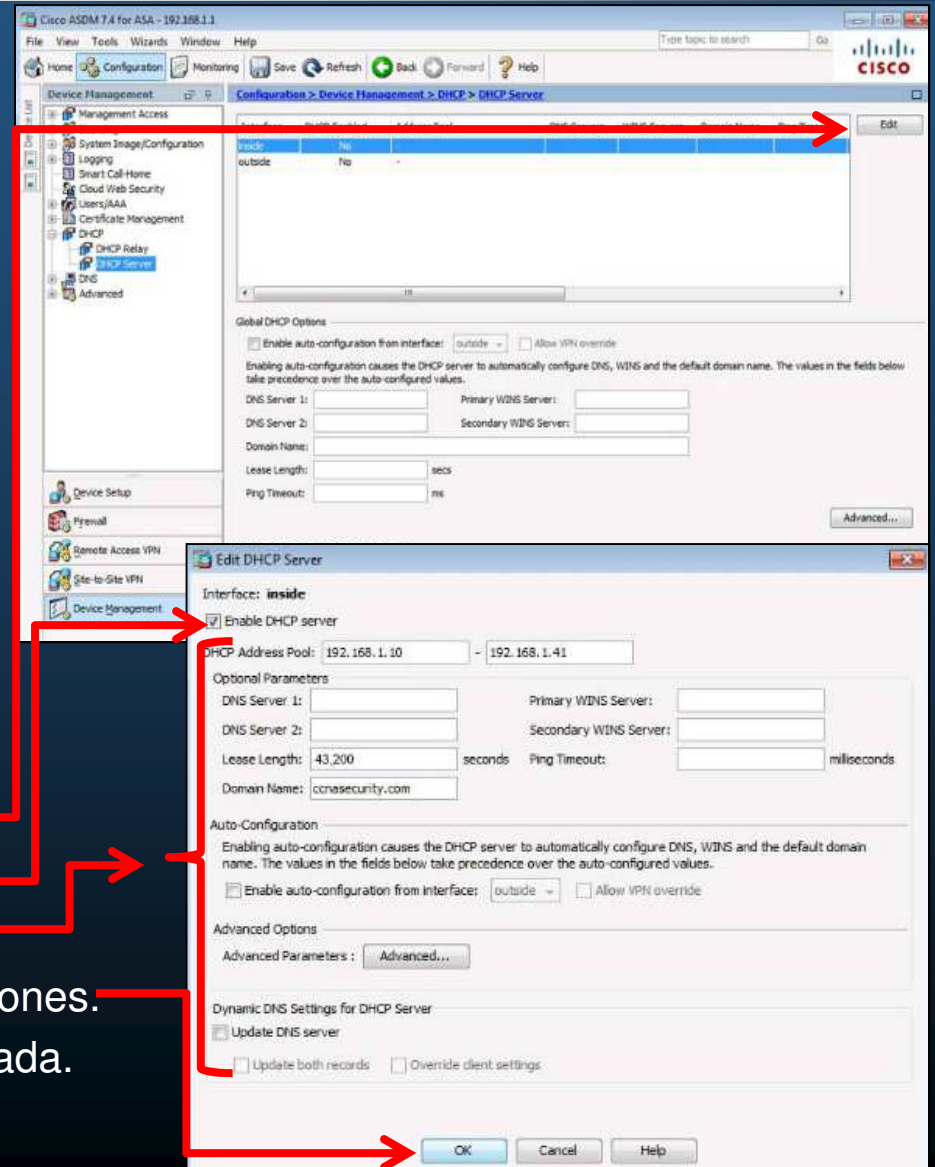 Cisco ASDM 7.4 for ASA - 192.168.1.1
File View Tools Wizards Window Help
Type topic to search Go
Home Configuration Monitoring Save Refresh Back Forward Help
CISCO
Device Management
Configuration > Device Management > DHCP > DHCP Server
Management Access
System Image/Configuration
Logging
Smart Call-Home
Cloud Web Security
Users/AAA
Certificate Management
DHCP
DHCP Relay
DHCP Server
DNS
Advanced
Edit
inside No -
outside No -
Global DHCP Options
Enable auto-configuration from interface: outside Allow VPN override
Enabling auto-configuration causes the DHCP server to automatically configure DNS, WINS and the default domain name. The values in the fields below
take precedence over the auto-configured values.
DNS Server 1: Primary WINS Server:
DNS Server 2: Secondary WINS Server:
Domain Name:
Lease Length: secs
Ping Timeout: ms
Advanced...
Device Setup
Firewall
Remote Access VPN
Site-to-Site VPN
Device Management
Edit DHCP Server
Interface: inside
Enable DHCP server
DHCP Address Pool: 192.168.1.10 - 192.168.1.41
Optional Parameters
DNS Server 1: Primary WINS Server:
DNS Server 2: Secondary WINS Server:
Lease Length: 43,200 seconds Ping Timeout: milliseconds
Domain Name: ccnasecurity.com
Auto-Configuration
Enabling auto-configuration causes the DHCP server to automatically configure DNS, WINS and the default domain
name. The values in the fields below take precedence over the auto-configured values.
Enable auto-configuration from interface: outside Allow VPN override
Advanced Options
Advanced Parameters : Advanced...
Dynamic DNS Settings for DHCP Server
Update DNS server
Update both records Override client settings
OK Cancel Help
ones.
ada.